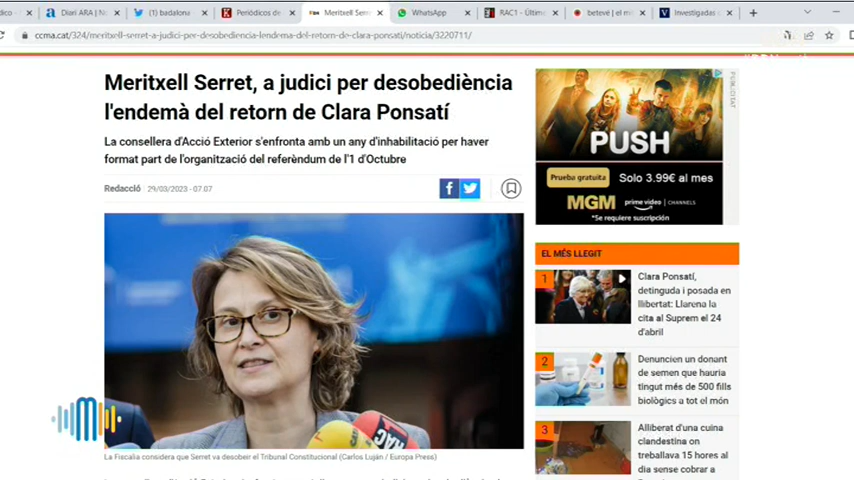 Diari ARA | N
(1) badalona
Periódicos de
Meritxell Serr
WhatsApp
RAC1 - Últim
betevé | el m
Investigadas
ccma.cat/324/meritxell-serret-a-judici-per-desobediencia-lendema-del-retorn-de-clara-ponsati/noticia/3220711/
Meritxell Serret, a judici per desobediència
l'endemà del retorn de Clara Ponsatí
La consellera d'Acció Exterior s'enfronta amb un any d'inhabilitació per haver
format part de l'organització del referèndum de l'1 d'Octubre
Redacció 29/03/2023 - 07.07
La Fiscalia considera que Serret va desobeir el Tribunal Constitucional (Carlos Luján / Europa Press)
PUBLICITAT
PUSH
Prueba gratuita Solo 3.99€ al mes
MGM prime video | CHANNELS
*Se requiere suscripción
EL MÉS LLEGIT
1
Clara Ponsatí,
detinguda i posada en
llibertat: Llarena la
cita al Suprem el 24
d'abril
2
Denuncien un donant
de semen que hauria
tingut més de 500 fills
biològics a tot el món
3
Alliberat d'una cuina
clandestina on
treballava 15 hores al
dia sense cobrar a